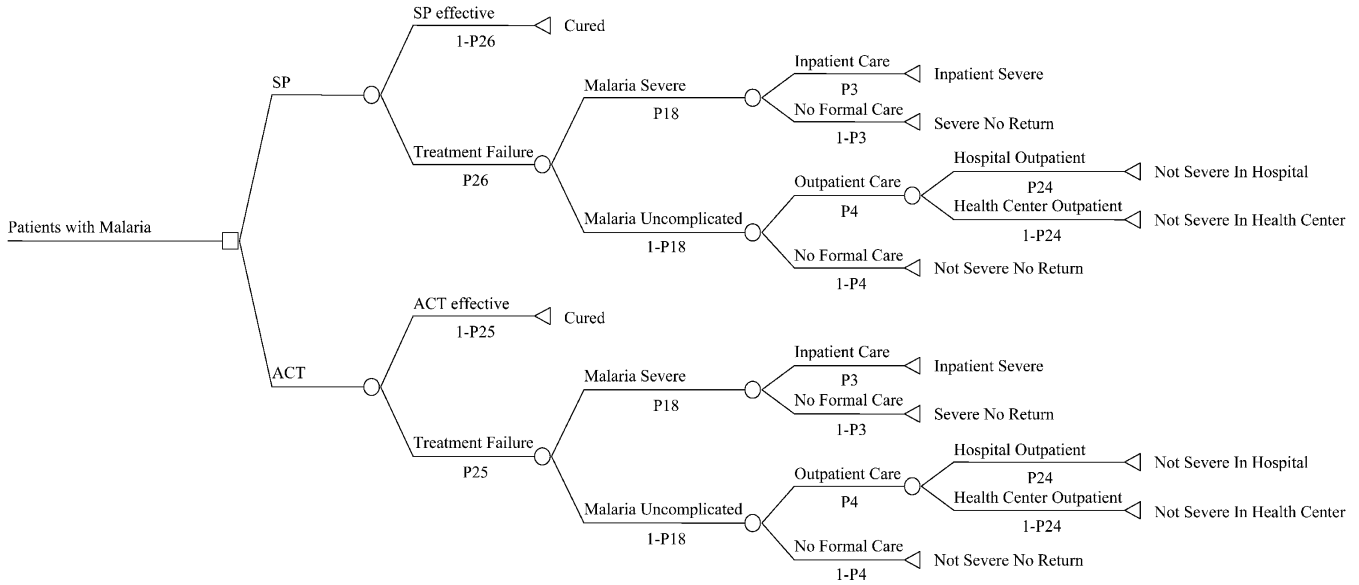 SP effective
1-P26
Cured
SP
Inpatient Care
P3
Inpatient Severe
Malaria Severe
P18
No Formal Care
1-P3
Severe No Return
Treatment Failure
P26
Hospital Outpatient
P24
Not Severe In Hospital
Outpatient Care
P4
Health Center Outpatient
1-P24
Not Severe In Health Center
Malaria Uncomplicated
1-P18
No Formal Care
1-P4
Not Severe No Return
Patients with Malaria
ACT effective
1-P25
Cured
ACT
Inpatient Care
P3
Inpatient Severe
Malaria Severe
P18
No Formal Care
1-P3
Severe No Return
Treatment Failure
P25
Hospital Outpatient
P24
Not Severe In Hospital
Outpatient Care
P4
Health Center Outpatient
1-P24
Not Severe In Health Center
Malaria Uncomplicated
1-P18
No Formal Care
1-P4
Not Severe No Return